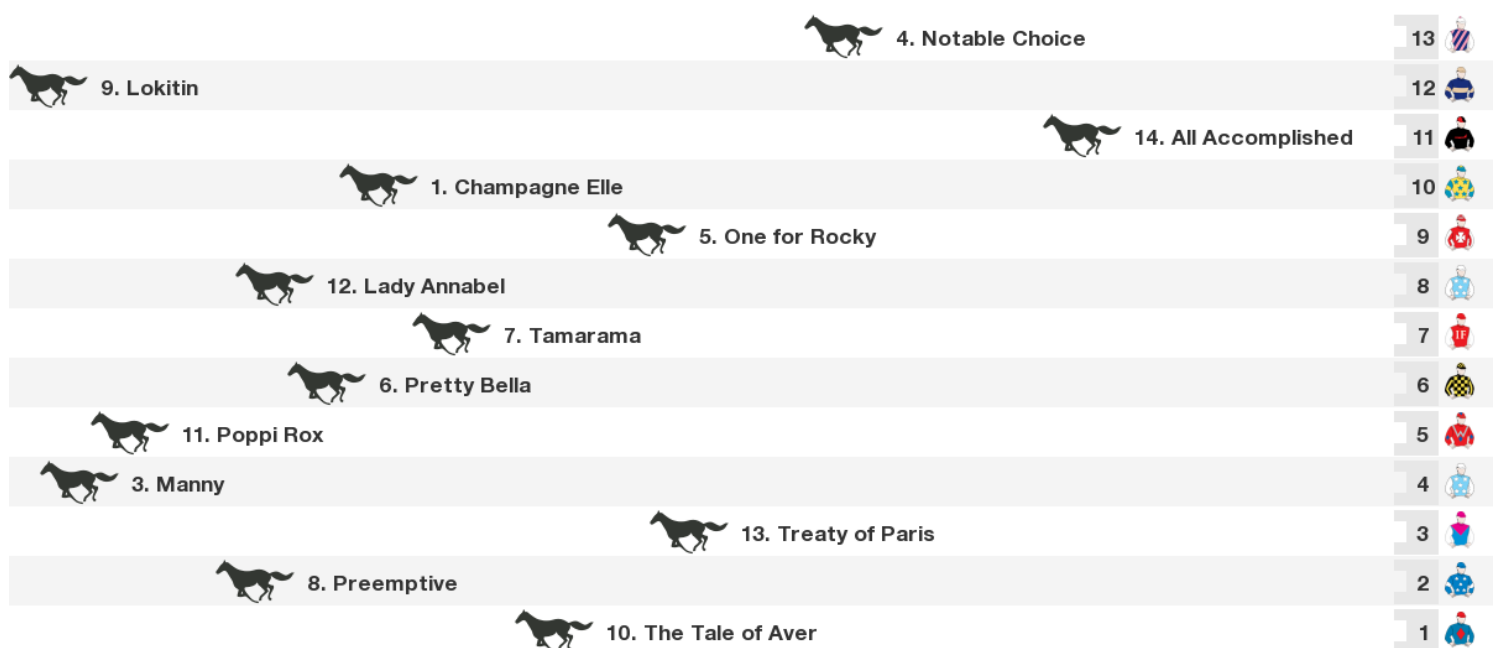 4. Notable Choice 13
9. Lokitin 12
14. All Accomplished 11
1. Champagne Elle 10
5. One for Rocky 9
12. Lady Annabel 8
7. Tamarama 7 IF
6. Pretty Bella 6
11. Poppi Rox 5 W
3. Manny 4
13. Treaty of Paris 3
8. Preemptive 2
10. The Tale of Aver 1